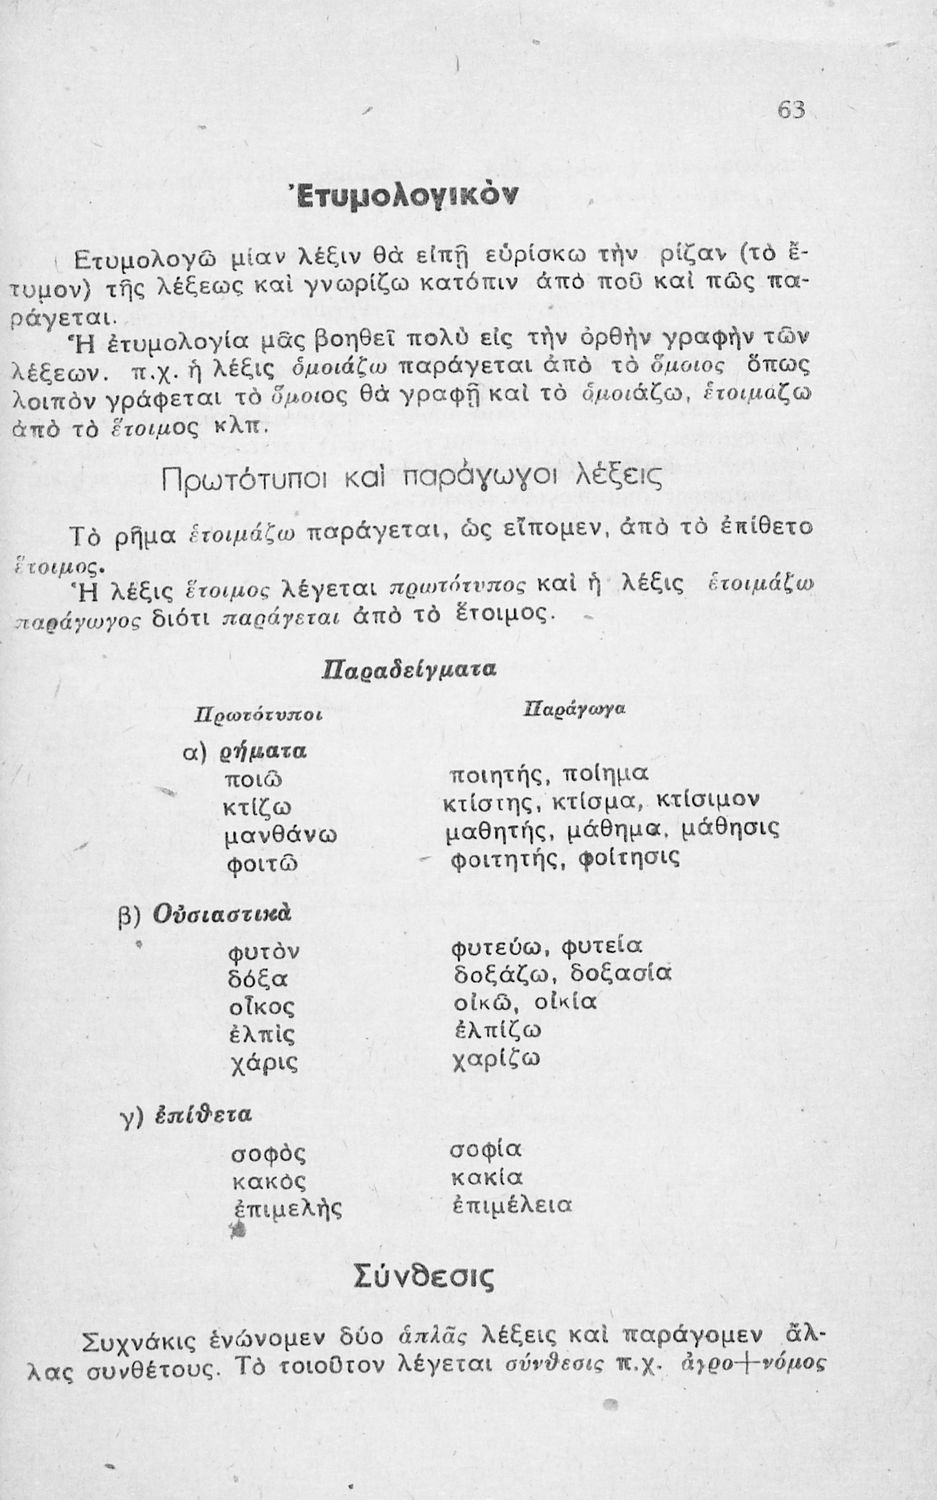 63
Ἐτυμολογικὸν
Ετυμολογῶ μίαν λέξιν θὰ εἰπῇ εὑρίσκω τὴν ρίζαν (τὸ ἔ-
τυμον) τῆς λέξεως καὶ γνωρίζω κατόπιν ἀπὸ ποῦ καὶ πῶς πα-
ράγεται.
Ἡ ἐτυμολογία μᾶς βοηθεῖ πολὺ εἰς τὴν ὀρθὴν γραφὴν τῶν
λέξεων. π.χ. ἡ λέξις ὁμοιάζω παράγεται ἀπὸ τὸ ὅμοιος ὅπως
λοιπὸν γράφεται τὸ ὅμοιος θὰ γραφῇ καὶ τὸ ὁμοιάζω, ἑτοιμάζω
ἀπὸ τὸ ἕτοιμος κλπ.
Πρωτότυποι καὶ παράγωγοι λέξεις
Τὸ ρῆμα ἑτοιμάζω παράγεται, ὡς εἴπομεν, ἀπὸ τὸ ἐπίθετο
ἕτοιμος.
Ἡ λέξις ἕτοιμος λέγεται πρωτότυπος καὶ ἡ λέξις ἑτοιμάζω
παράγωγος διότι παράγεται ἀπὸ τὸ ἕτοιμος.
Παραδείγματα
Πρωτότυποι Παράγωγα
α) ρήματα
ποιῶ ποιητής, ποίημα
κτίζω κτίστης, κτίσμα, κτίσιμον
μανθάνω μαθητής, μάθημα, μάθησις
φοιτῶ φοιτητής, φοίτησις
β) Οὐσιαστικὰ
φυτὸν φυτεύω, φυτεία
δόξα δοξάζω, δοξασία
οἶκος οἰκῶ, οἰκία
ἐλπὶς ἐλπίζω
χάρις χαρίζω
γ) ἐπίθετα
σοφὸς σοφία
κακὸς κακία
ἐπιμελὴς ἐπιμέλεια
Σύνθεσις
Συχνάκις ἑνώνομεν δύο ἁπλᾶς λέξεις καὶ παράγομεν ἄλ-
λας συνθέτους. Τὸ τοιοῦτον λέγεται σύνθεσις π.χ. ἀγρο+νόμος